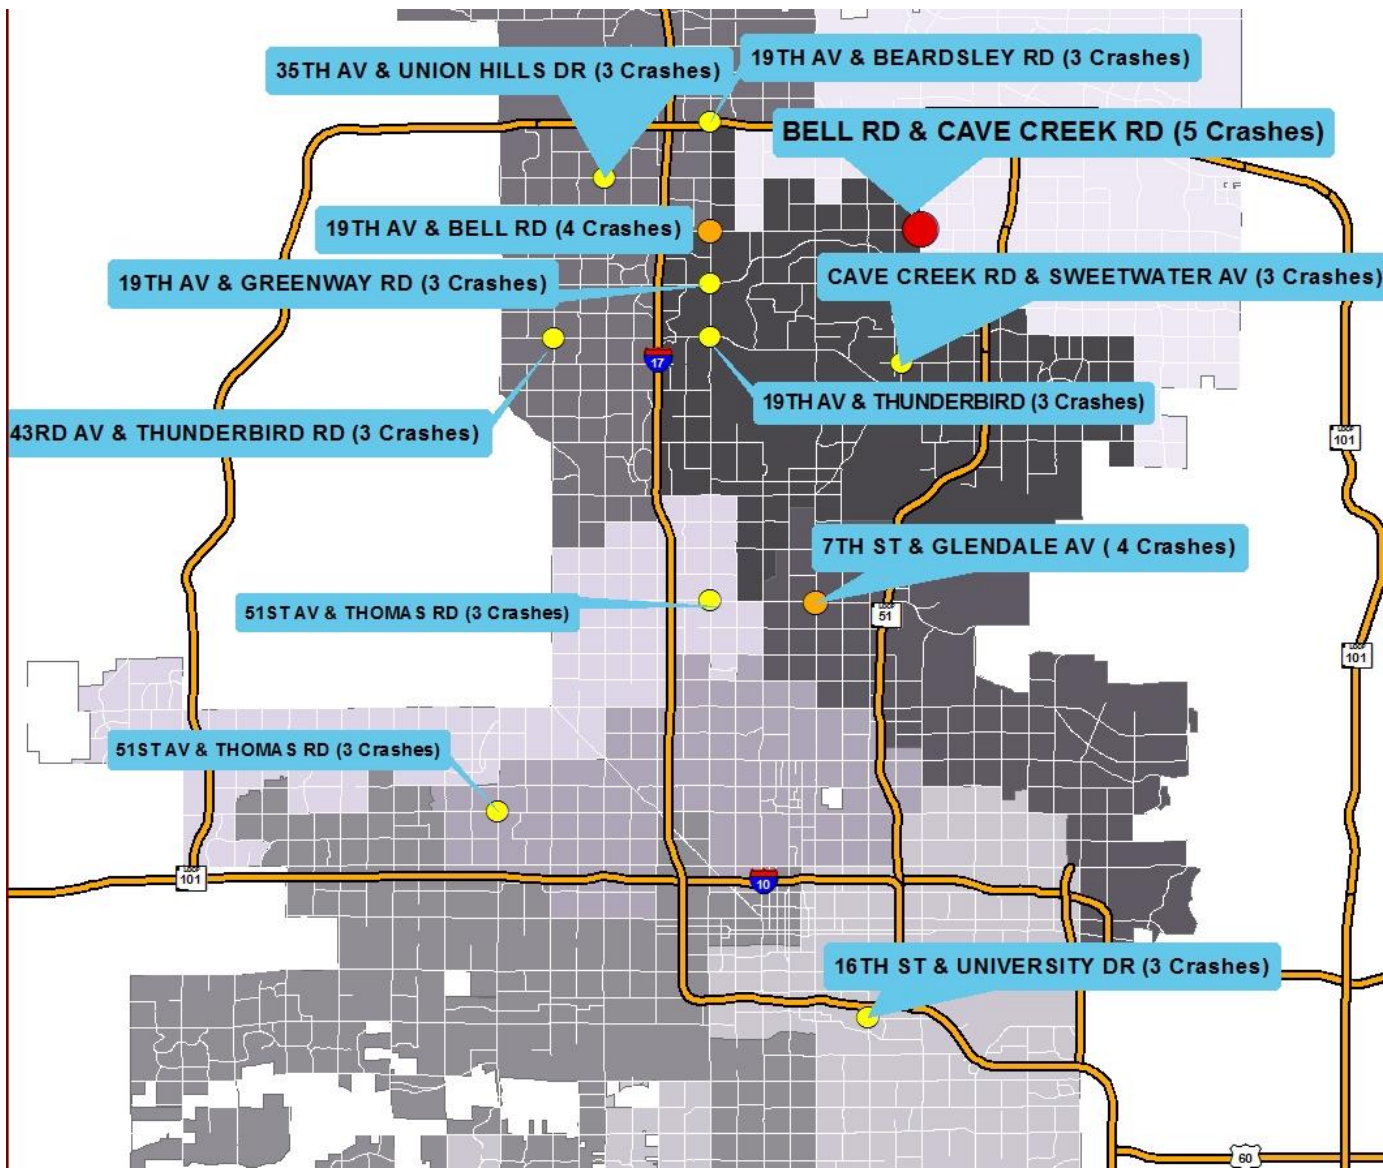 19TH AV & BEARDSLEY RD (3 Crashes)
35TH AV & UNION HILLS DR (3 Crashes)
BELL RD & CAVE CREEK RD (5 Crashes)
19TH AV & BELL RD (4 Crashes)
19TH AV & GREENWAY RD (3 Crashes)
CAVE CREEK RD & SWEETWATER AV (3 Crashes)
17
19TH AV & THUNDERBIRD (3 Crashes)
43RD AV & THUNDERBIRD RD (3 Crashes)
LOOP
101
7TH ST & GLENDALE AV ( 4 Crashes)
51ST AV & THOMAS RD (3 Crashes)
LOOP
51
LOOP
101
51ST AV & THOMAS RD (3 Crashes)
LOOP
101
10
16TH ST & UNIVERSITY DR (3 Crashes)
60